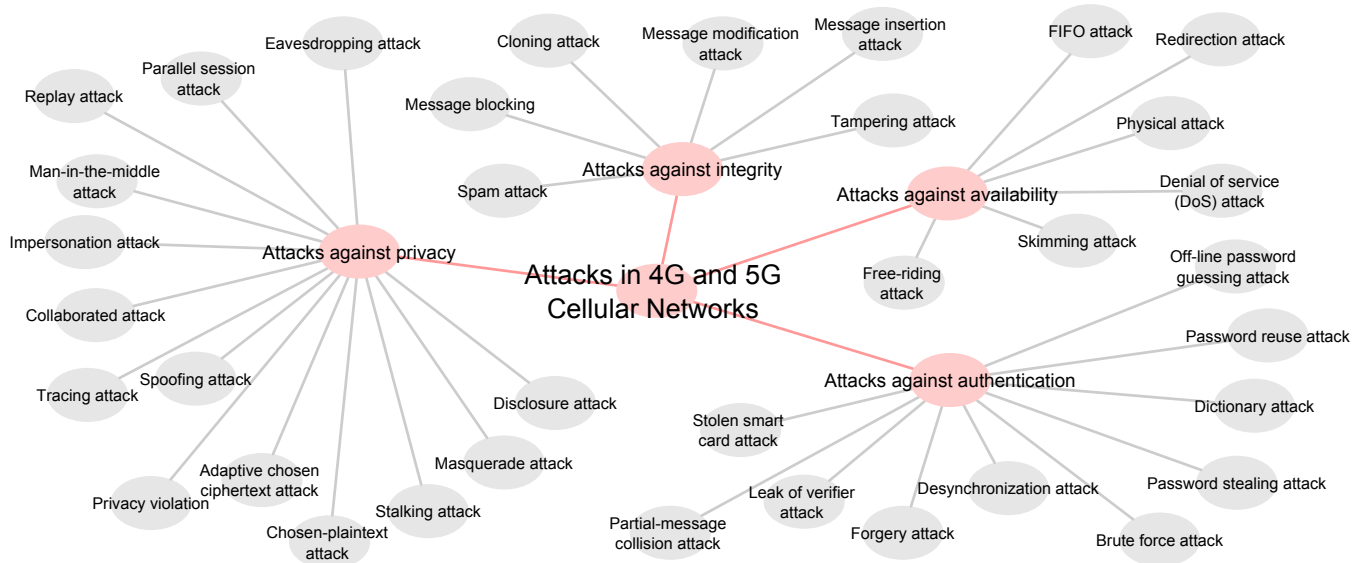 Eavesdropping attack
Parallel session
attack
Replay attack
Man-in-the-middle
attack
Impersonation attack
Attacks against privacy
Collaborated attack
Tracing attack
Spoofing attack
Privacy violation
Adaptive chosen
ciphertext attack
Chosen-plaintext
attack
Stalking attack
Masquerade attack
Disclosure attack
Cloning attack
Message modification
attack
Message insertion
attack
Message blocking
Tampering attack
Spam attack
Attacks against integrity
FIFO attack
Redirection attack
Physical attack
Attacks against availability
Denial of service
(DoS) attack
Skimming attack
Free-riding
attack
Attacks in 4G and 5G
Cellular Networks
Off-line password
guessing attack
Password reuse attack
Attacks against authentication
Dictionary attack
Stolen smart
card attack
Password stealing attack
Leak of verifier
attack
Desynchronization attack
Partial-message
collision attack
Forgery attack
Brute force attack